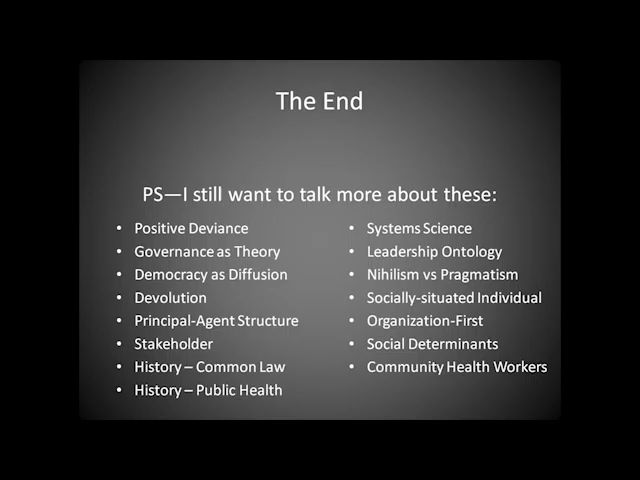 The End
PS—I still want to talk more about these:
• Positive Deviance
• Governance as Theory
• Democracy as Diffusion
• Devolution
• Principal-Agent Structure
• Stakeholder
• History – Common Law
• History – Public Health
• Systems Science
• Leadership Ontology
• Nihilism vs Pragmatism
• Socially-situated Individual
• Organization-First
• Social Determinants
• Community Health Workers